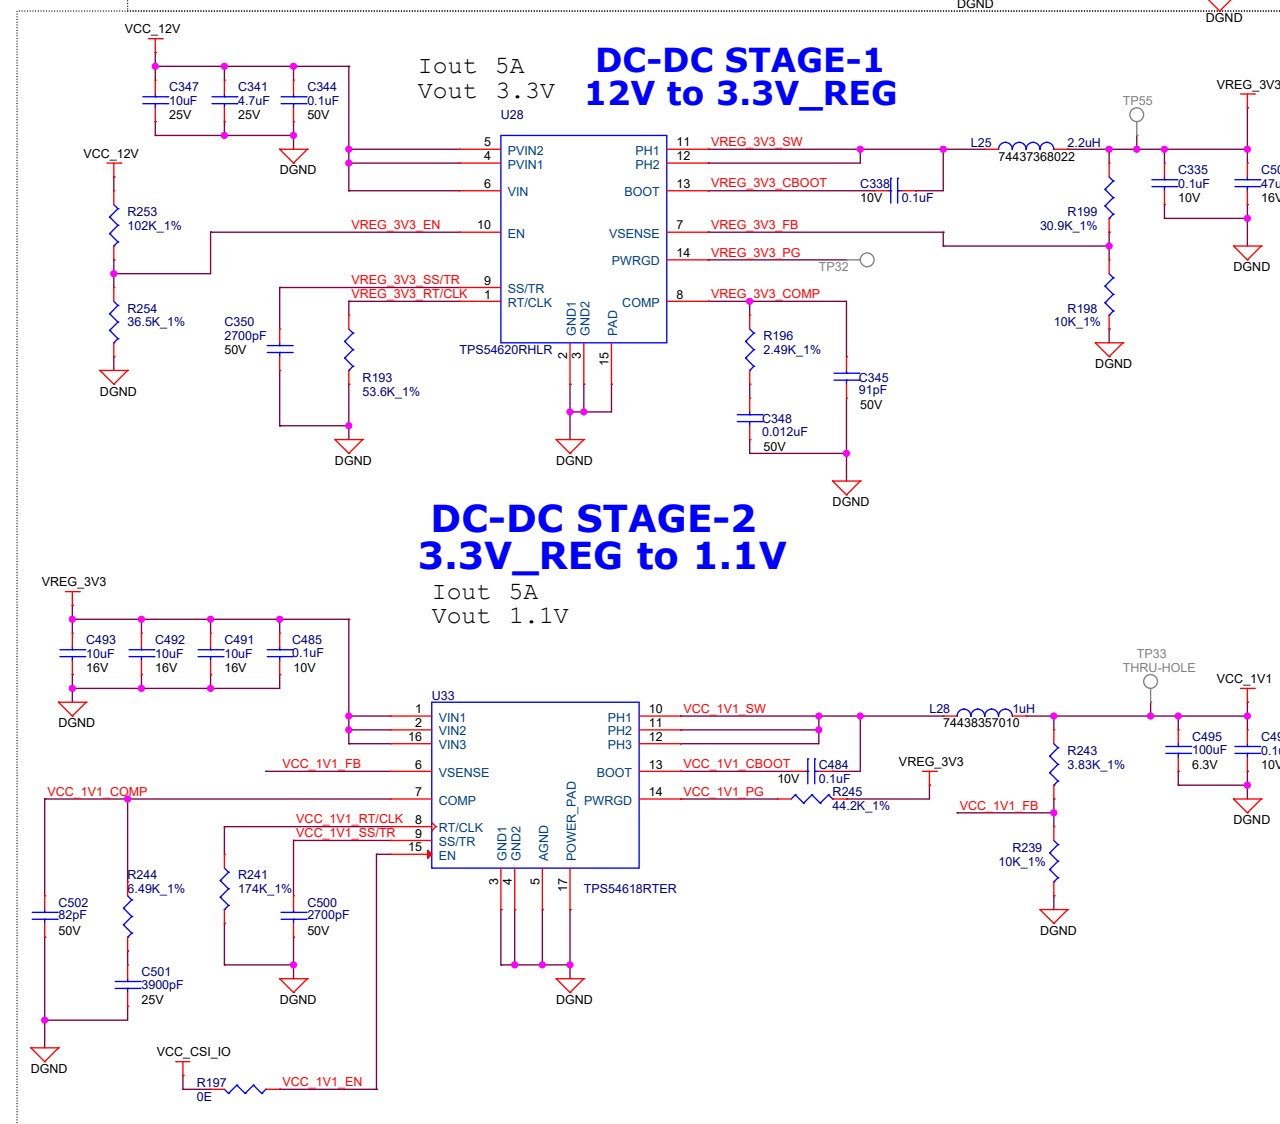 DGND
DGND
VCC_12V
C347
10uF
25V
C341
4.7uF
25V
C344
0.1uF
50V
DGND
Iout 5A
Vout 3.3V
DC-DC STAGE-1
12V to 3.3V_REG
U28
VCC_12V
R253
102K_1%
R254
36.5K_1%
DGND
VREG_3V3_EN
VREG_3V3_SS/TR
VREG_3V3_RT/CLK
C350
2700pF
50V
R193
53.6K_1%
DGND
5 PVIN2
4 PVIN1
6 VIN
10 EN
9 SS/TR
1 RT/CLK
PH1 11 VREG_3V3_SW
PH2 12
BOOT 13 VREG_3V3_CBOOT
VSENSE 7 VREG_3V3_FB
PWRGD 14 VREG_3V3_PG
COMP 8 VREG_3V3_COMP
GND1
GND2
PAD
2
3
15
TPS54620RHLR
DGND
C338
10V
0.1uF
TP32
R196
2.49K_1%
C348
0.012uF
50V
C345
91pF
50V
DGND
L25
2.2uH
74437368022
TP55
VREG_3V3
R199
30.9K_1%
R198
10K_1%
DGND
C335
0.1uF
10V
16V
DGND
DC-DC STAGE-2
3.3V_REG to 1.1V
Iout 5A
Vout 1.1V
VREG_3V3
C493
10uF
16V
C492
10uF
16V
C491
10uF
16V
C485
0.1uF
10V
DGND
U33
1 VIN1
2 VIN2
16 VIN3
VCC_1V1_FB 6 VSENSE
VCC_1V1_COMP 7 COMP
VCC_1V1_RT/CLK 8 RT/CLK
VCC_1V1_SS/TR 9 SS/TR
15 EN
PH1 10 VCC_1V1_SW
PH2 11
PH3 12
BOOT 13 VCC_1V1_CBOOT
PWRGD 14 VCC_1V1_PG
GND1
GND2
AGND
POWER_PAD
3
4
5
17
TPS54618RTER
DGND
C484
10V
0.1uF
R245
44.2K_1%
VREG_3V3
L28
1uH
74438357010
TP33
THRU-HOLE
VCC_1V1
R243
3.83K_1%
VCC_1V1_FB
R239
10K_1%
DGND
C495
100uF
6.3V
10V
DGND
R244
6.49K_1%
C502
82pF
50V
C501
3900pF
25V
DGND
R241
174K_1%
C500
2700pF
50V
DGND
VCC_CSI_IO
R197
0E
VCC_1V1_EN